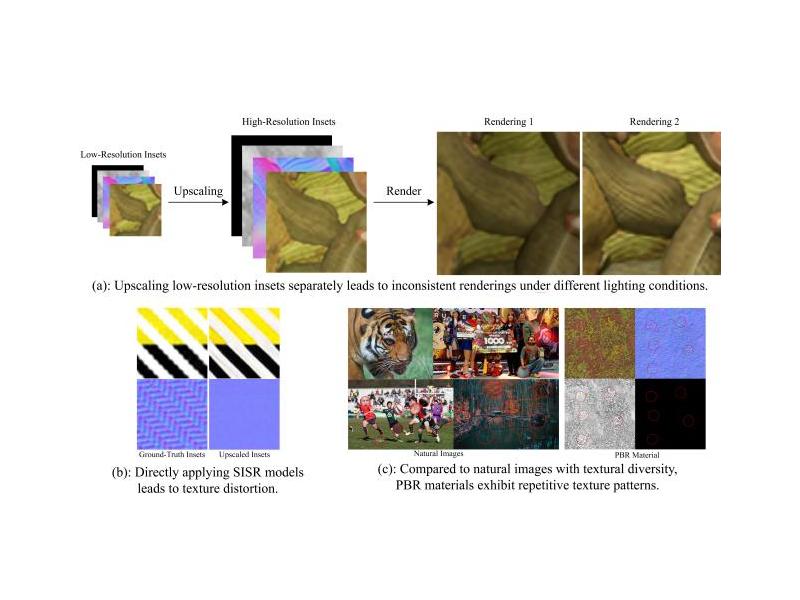 Low-Resolution Insets
High-Resolution Insets
Rendering 1
Rendering 2
Upscaling
Render
(a): Upscaling low-resolution insets separately leads to inconsistent renderings under different lighting conditions.
Ground-Truth Insets
Upscaled Insets
(b): Directly applying SISR models
leads to texture distortion.
1000
Natural Images
PBR Material
(c): Compared to natural images with textural diversity,
PBR materials exhibit repetitive texture patterns.